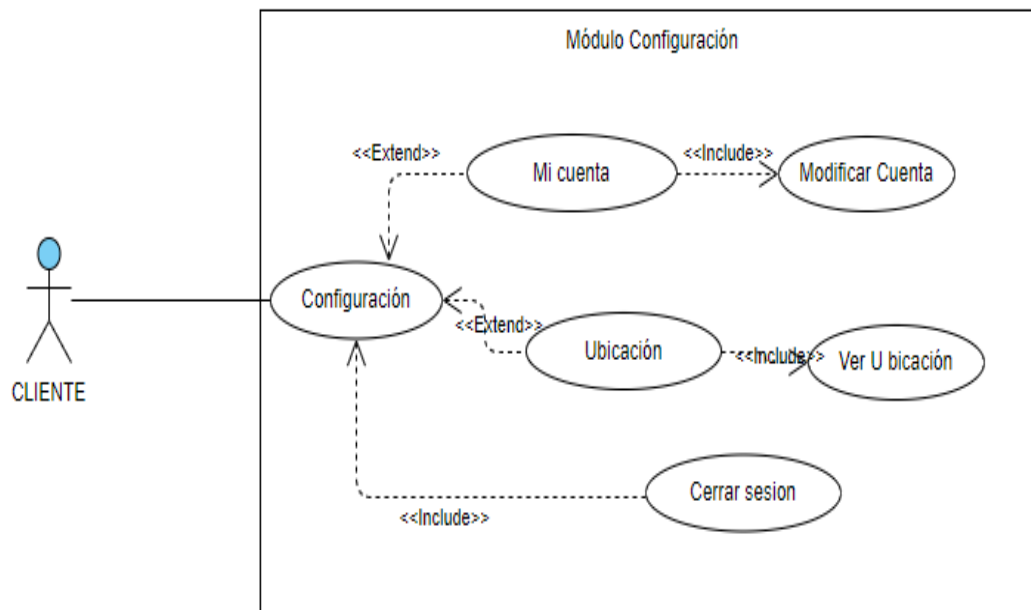 Módulo Configuración
<<Extend>>
<<Include>>
Mi cuenta
Modificar Cuenta
Configuración
<<Extend>>
Ubicación
<<Include>>
Ver U bicación
CLIENTE
Cerrar sesion
<<Include>>